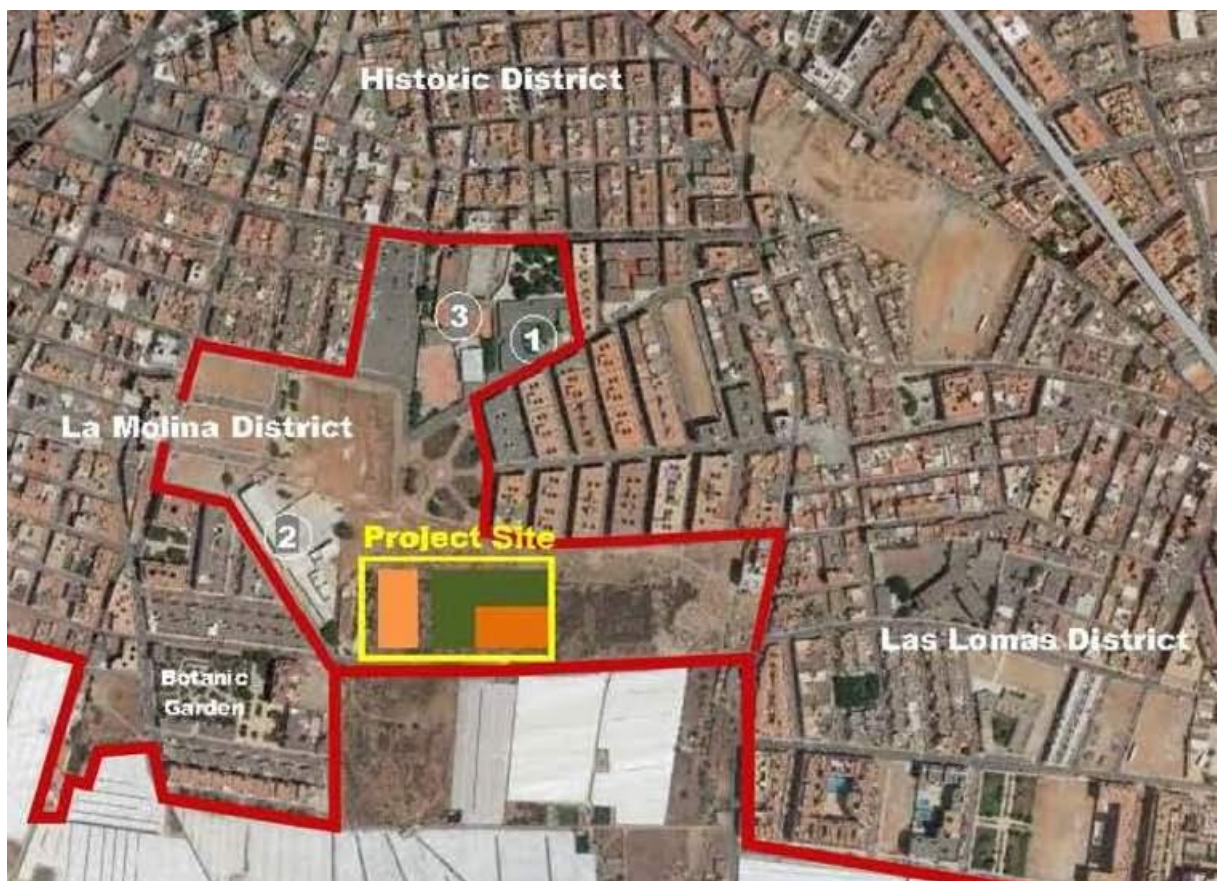 Historic District
3
1
La Molina District
2
Project Site
Las Lomas District
Botanic
Garden